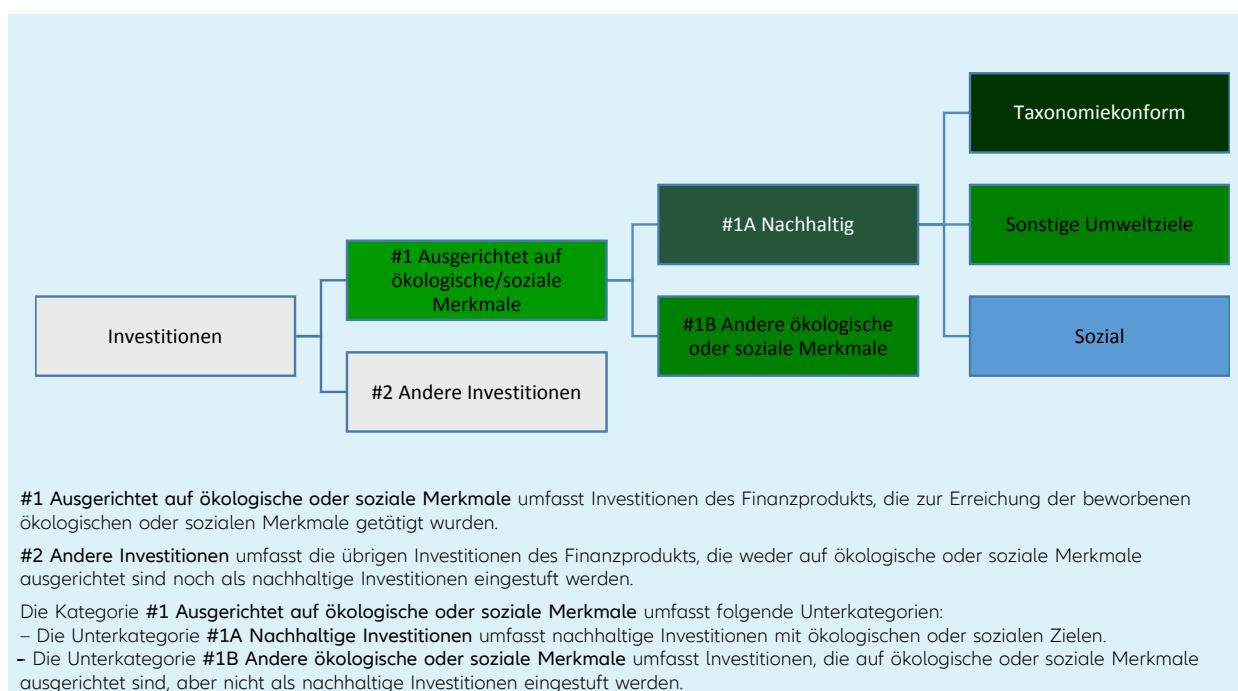 Taxonomiekonform
#1A Nachhaltig
Sonstige Umweltziele
#1 Ausgerichtet auf
ökologische/soziale
Merkmale
Investitionen
#1B Andere ökologische
oder soziale Merkmale
Sozial
#2 Andere Investitionen
#1 Ausgerichtet auf ökologische oder soziale Merkmale umfasst Investitionen des Finanzprodukts, die zur Erreichung der beworbenen
ökologischen oder sozialen Merkmale getätigt wurden.
#2 Andere Investitionen umfasst die übrigen Investitionen des Finanzprodukts, die weder auf ökologische oder soziale Merkmale
ausgerichtet sind noch als nachhaltige Investitionen eingestuft werden.
Die Kategorie #1 Ausgerichtet auf ökologische oder soziale Merkmale umfasst folgende Unterkategorien:
– Die Unterkategorie #1A Nachhaltige Investitionen umfasst nachhaltige Investitionen mit ökologischen oder sozialen Zielen.
- Die Unterkategorie #1B Andere ökologische oder soziale Merkmale umfasst Investitionen, die auf ökologische oder soziale Merkmale
ausgerichtet sind, aber nicht als nachhaltige Investitionen eingestuft werden.